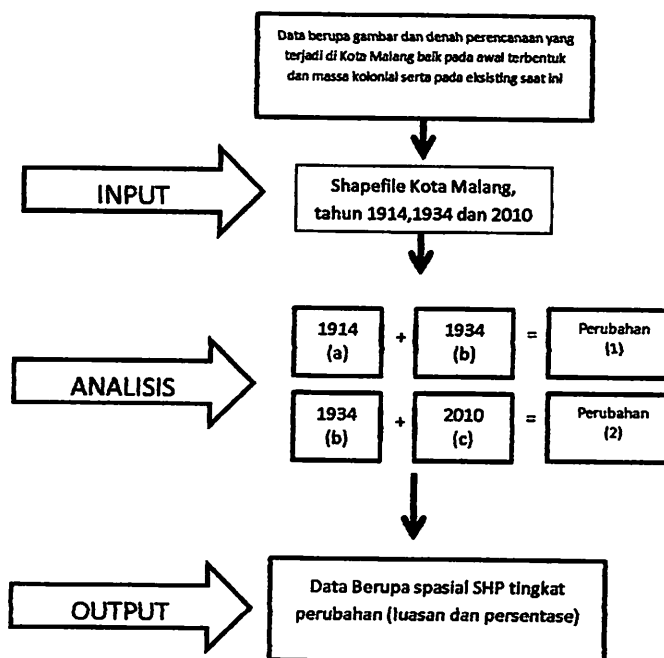 Data berupa gambar dan denah perencanaan yang
terjadi di Kota Malang baik pada awal terbentuk
dan massa kolonial serta pada eksisting saat ini
INPUT
Shapefile Kota Malang,
tahun 1914,1934 dan 2010
ANALISIS
1914
(a)
+
1934
(b)
=
Perubahan
(1)
1934
(b)
+
2010
(c)
=
Perubahan
(2)
OUTPUT
Data Berupa spasial SHP tingkat
perubahan (luasan dan persentase)